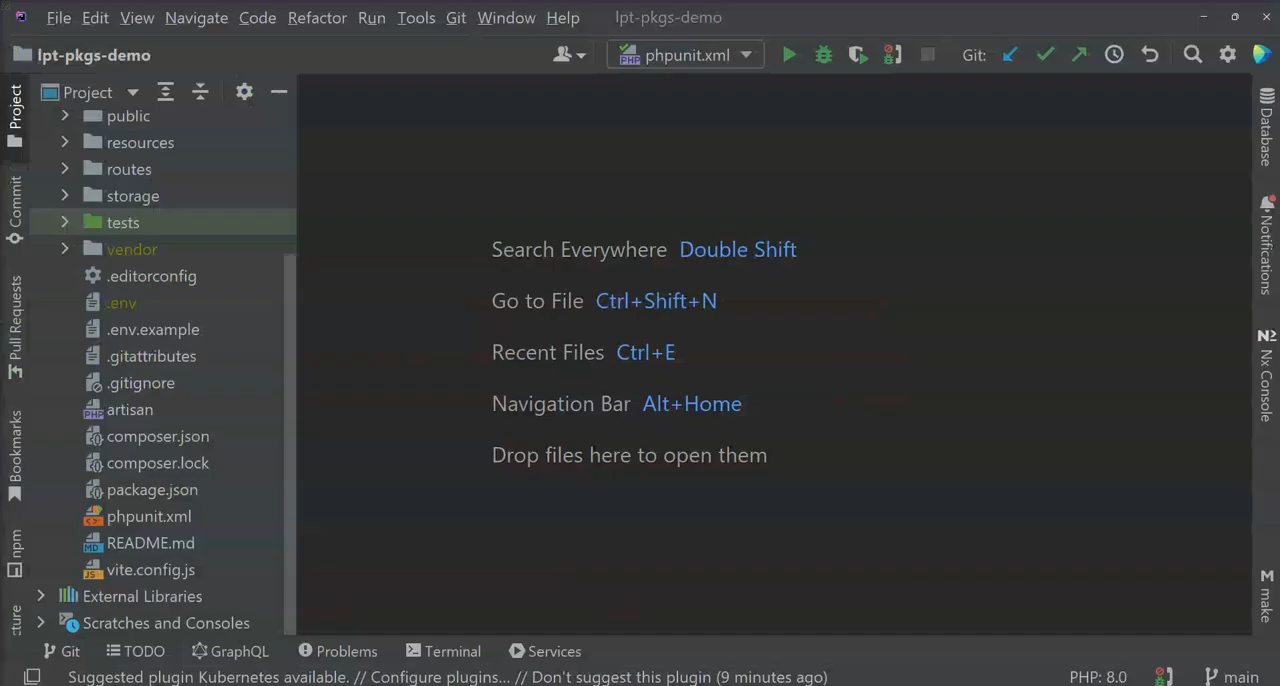 File Edit View Navigate Code Refactor Run Tools Git Window Help lpt-pkgs-demo
lpt-pkgs-demo
phpunit.xml
Git:
Project
public
resources
routes
storage
tests
vendor
.editorconfig
.env
.env.example
.gitattributes
.gitignore
artisan
composer.json
composer.lock
package.json
phpunit.xml
README.md
vite.config.js
External Libraries
Scratches and Consoles
Project
Commit
Pull Requests
Bookmarks
npm
Search Everywhere Double Shift
Go to File Ctrl+Shift+N
Recent Files Ctrl+E
Navigation Bar Alt+Home
Drop files here to open them
Database
Notifications
Nx Console
make
Git TODO GraphQL Problems Terminal Services
Suggested plugin Kubernetes available. // Configure plugins... // Don't suggest this plugin (9 minutes ago) PHP: 8.0 main